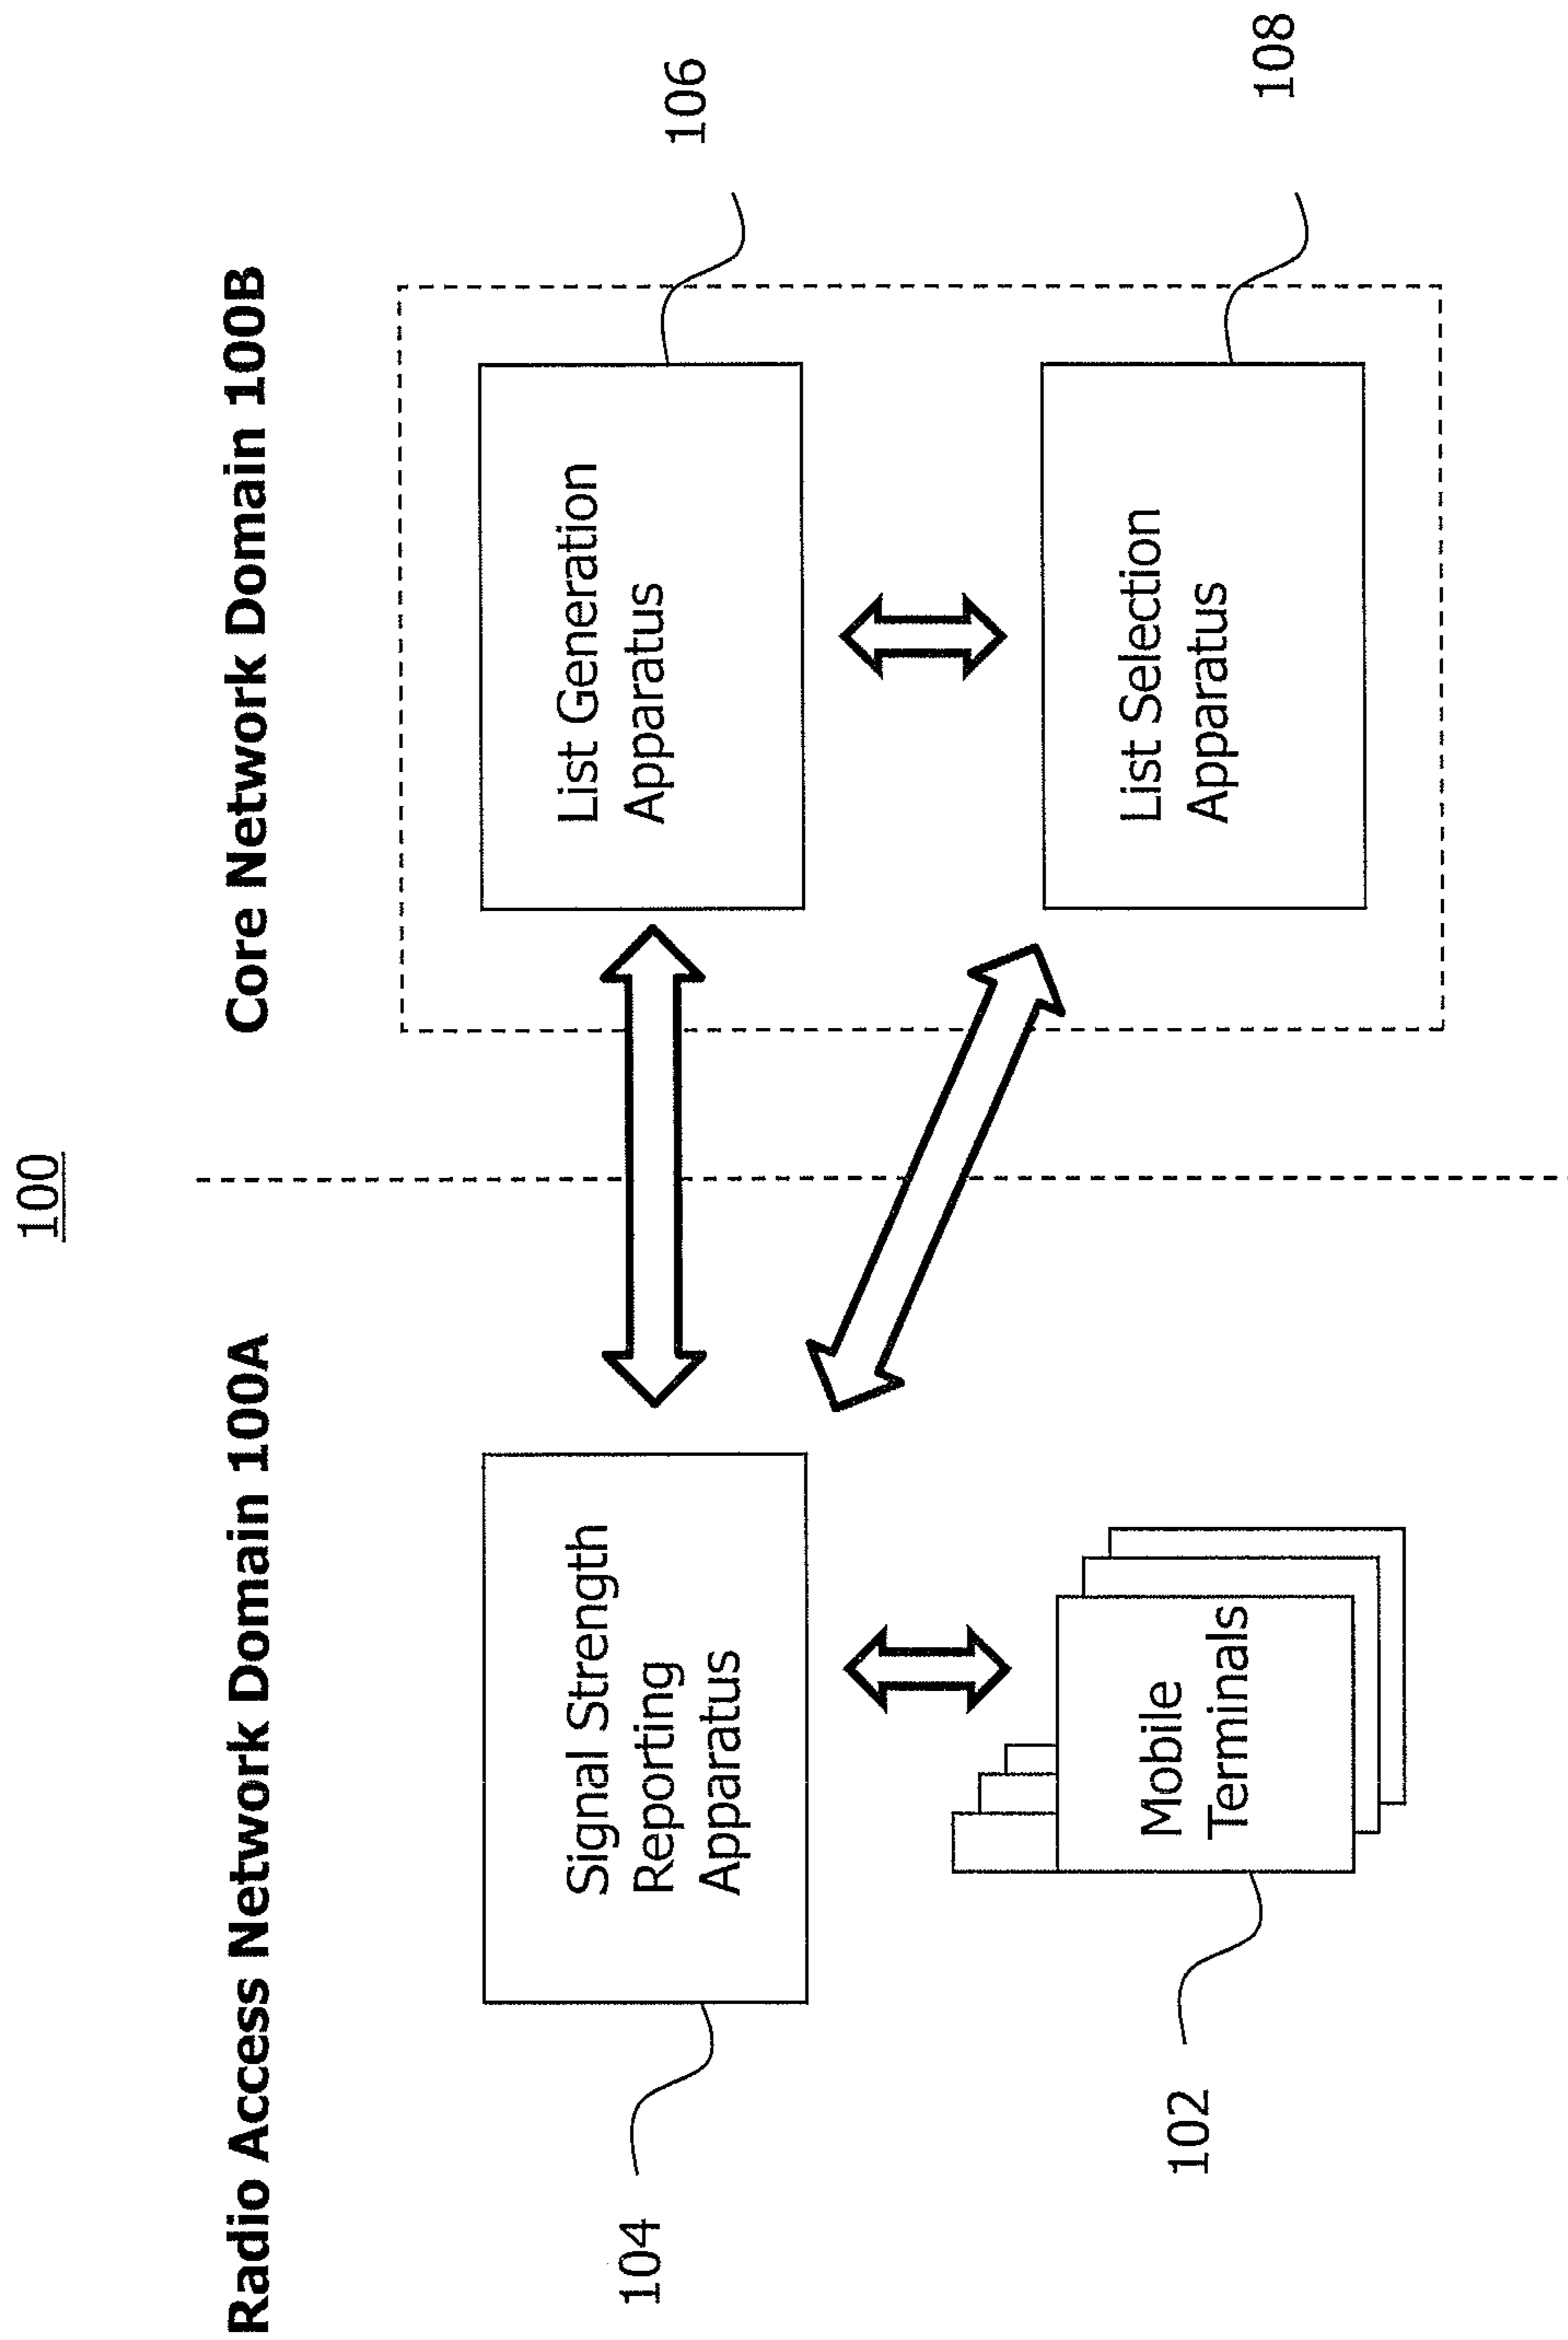 100
Radio Access Network Domain 100A
Core Network Domain 100B
104
Signal Strength
Reporting
Apparatus
List Generation
Apparatus
106
102
Mobile
Terminals
List Selection
Apparatus
108